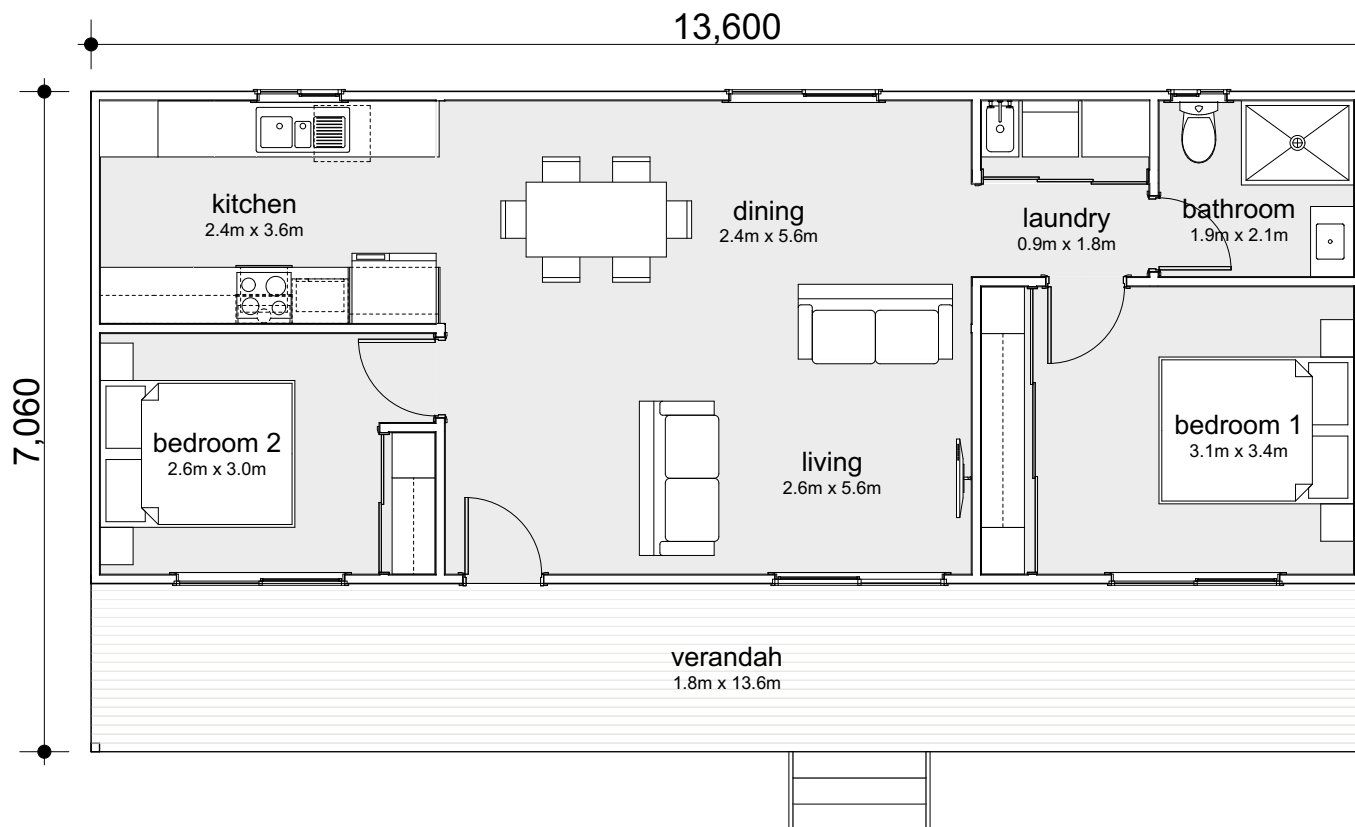 13,600
7,060
kitchen
2.4m x 3.6m
dining
2.4m x 5.6m
laundry
0.9m x 1.8m
bathroom
1.9m x 2.1m
bedroom 2
2.6m x 3.0m
living
2.6m x 5.6m
bedroom 1
3.1m x 3.4m
verandah
1.8m x 13.6m